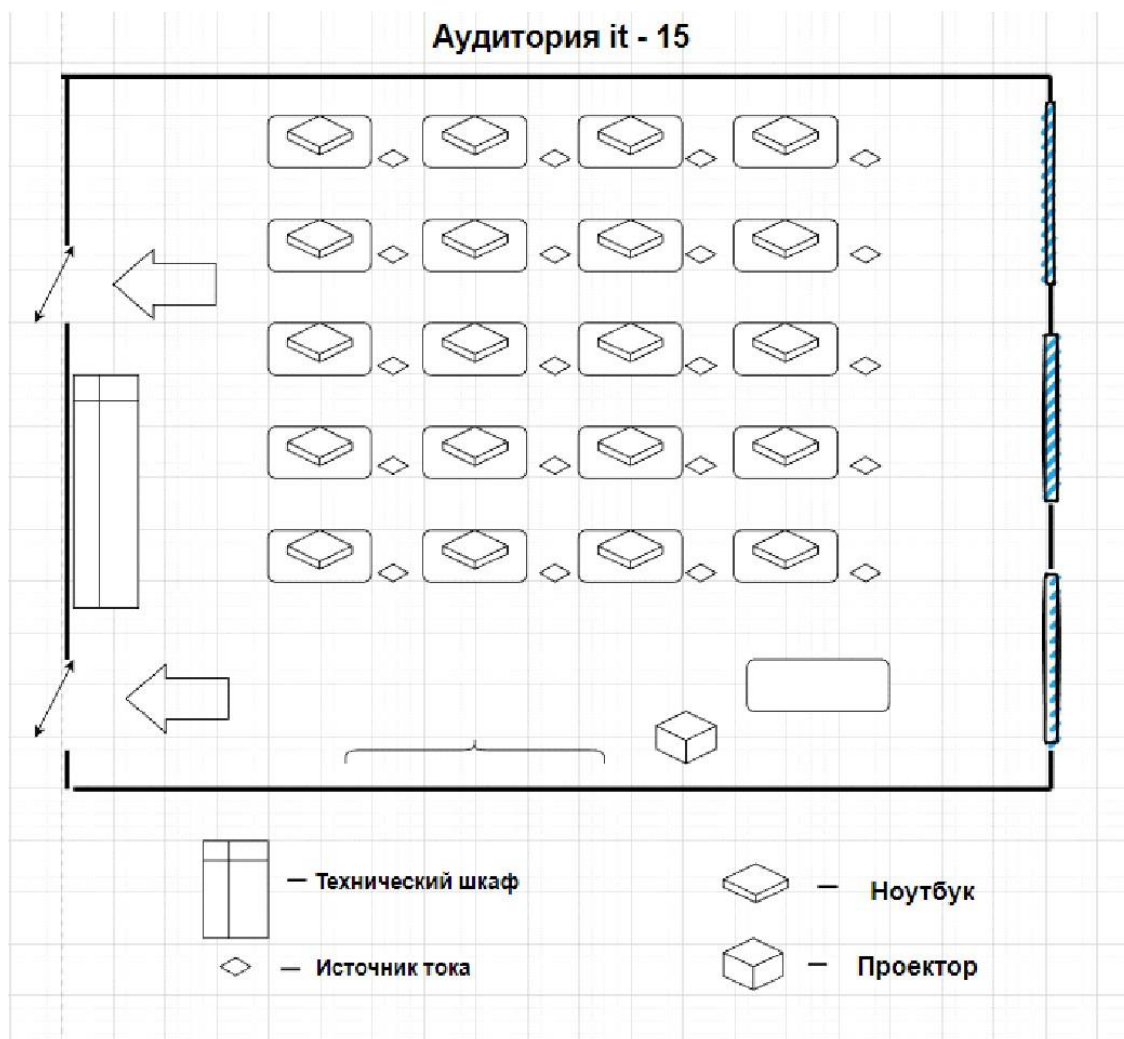 Аудитория it - 15
— Технический шкаф
— Ноутбук
— Источник тока
— Проектор